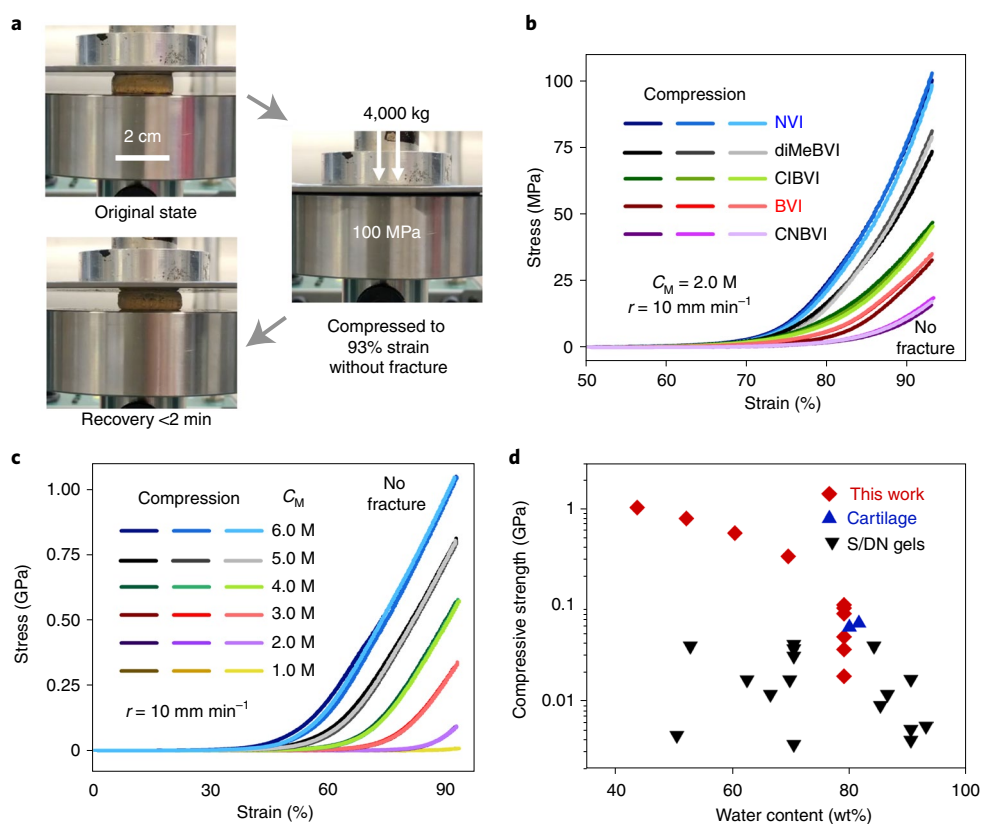 a
2 cm
Original state
4,000 kg
100 MPa
Compressed to
93% strain
without fracture
Recovery <2 min
b
Stress (MPa)
100
75
50
25
0
Compression
NVI
diMeBVI
ClBVI
BVI
CNBVI
C_M = 2.0 M
r = 10 mm min⁻¹
No
fracture
50 60 70 80 90
Strain (%)
c
Stress (GPa)
1.00
0.75
0.50
0.25
0
Compression C_M
6.0 M
5.0 M
4.0 M
3.0 M
2.0 M
1.0 M
No
fracture
r = 10 mm min⁻¹
0 30 60 90
Strain (%)
d
Compressive strength (GPa)
1
0.1
0.01
This work
Cartilage
S/DN gels
40 60 80 100
Water content (wt%)